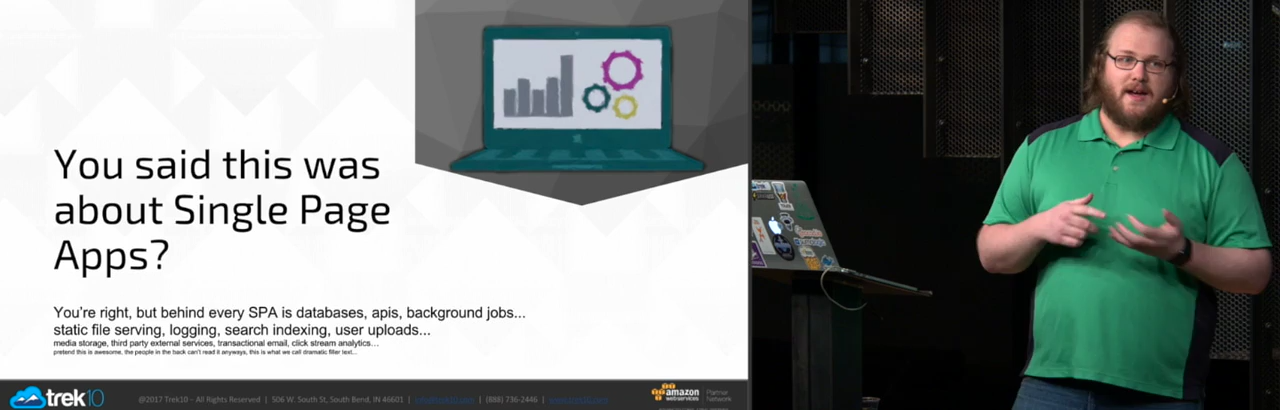 You said this was
about Single Page
Apps?
You're right, but behind every SPA is databases, apis, background jobs...
static file serving, logging, search indexing, user uploads...
media storage, third party external services, transactional email, click stream analytics...
pretend this is awesome, the people in the back can't read it anyways, this is what we call dramatic filler text...
trek10
@2017 Trek10 – All Rights Reserved | 506 W. South St, South Bend, IN 46601 | | (888) 736-2446 |
amazon
webservices
Partner
Network